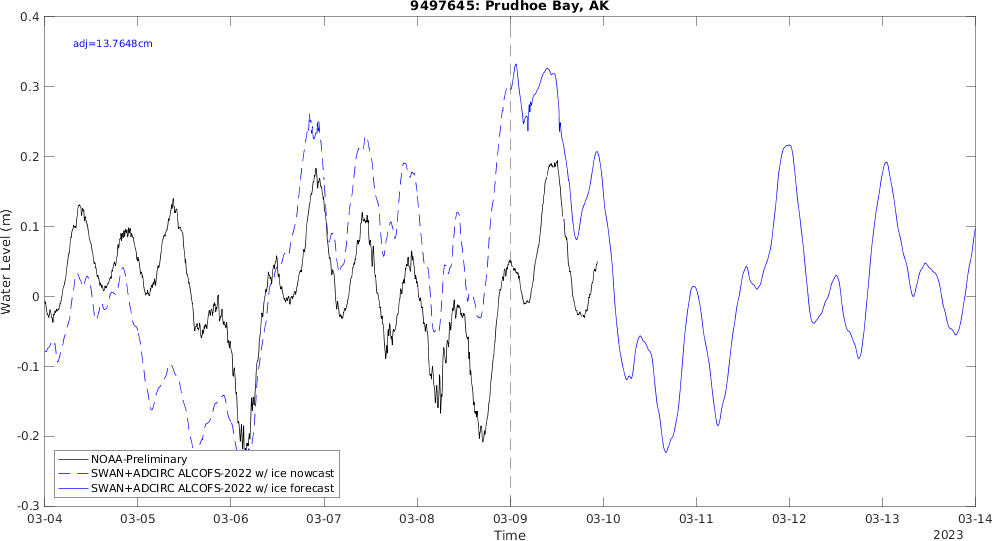 9497645: Prudhoe Bay, AK
adj=13.7648cm
Water Level (m)
0.4
0.3
0.2
0.1
0
-0.1
-0.2
-0.3
NOAA-Preliminary
SWAN+ADCIRC ALCOFS-2022 w/ ice nowcast
SWAN+ADCIRC ALCOFS-2022 w/ ice forecast
03-04 03-05 03-06 03-07 03-08 03-09 03-10 03-11 03-12 03-13 03-14
Time
2023